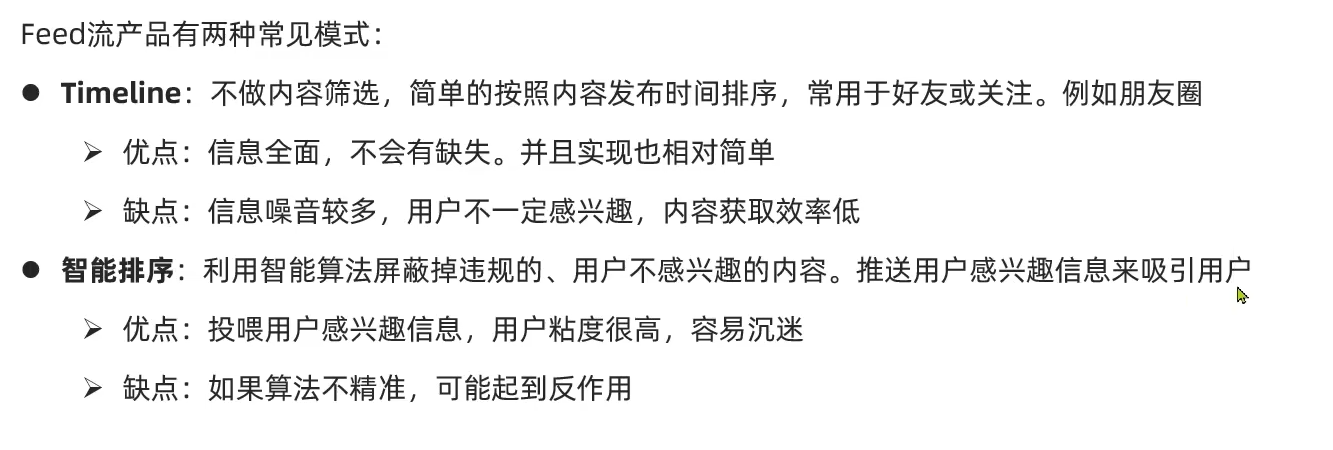 Feed流产品有两种常见模式：
● Timeline：不做内容筛选，简单的按照内容发布时间排序，常用于好友或关注。例如朋友圈
➢ 优点：信息全面，不会有缺失。并且实现也相对简单
➢ 缺点：信息噪音较多，用户不一定感兴趣，内容获取效率低
● 智能排序：利用智能算法屏蔽掉违规的、用户不感兴趣的内容。推送用户感兴趣信息来吸引用户
➢ 优点：投喂用户感兴趣信息，用户粘度很高，容易沉迷
➢ 缺点：如果算法不精准，可能起到反作用